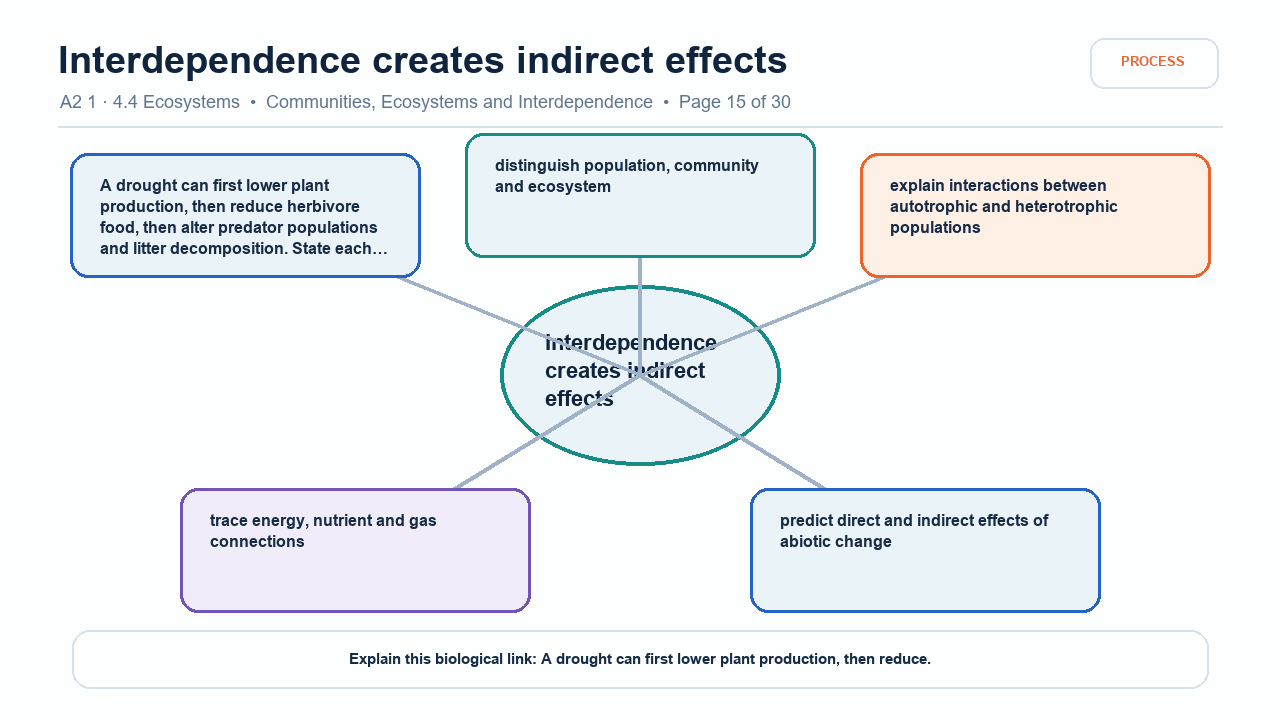 Interdependence creates indirect effects
PROCESS
A2 1 · 4.4 Ecosystems • Communities, Ecosystems and Interdependence • Page 15 of 30
A drought can first lower plant
production, then reduce herbivore
food, then alter predator populations
and litter decomposition. State each…
distinguish population, community
and ecosystem
explain interactions between
autotrophic and heterotrophic
populations
Interdependence
creates indirect
effects
trace energy, nutrient and gas
connections
predict direct and indirect effects of
abiotic change
Explain this biological link: A drought can first lower plant production, then reduce.